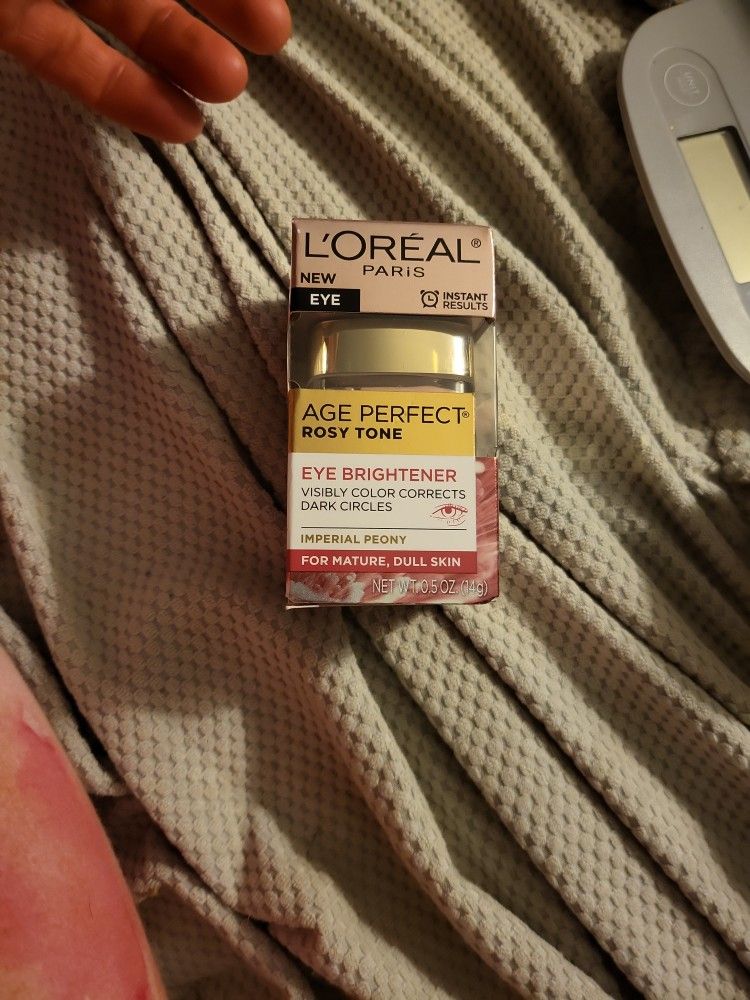 L'ORÉAL®
PARiS
NEW
EYE
INSTANT
RESULTS
AGE PERFECT®
ROSY TONE
EYE BRIGHTENER
VISIBLY COLOR CORRECTS
DARK CIRCLES
IMPERIAL PEONY
FOR MATURE, DULL SKIN
NET WT. 0.5 OZ. (14g)
UNIT